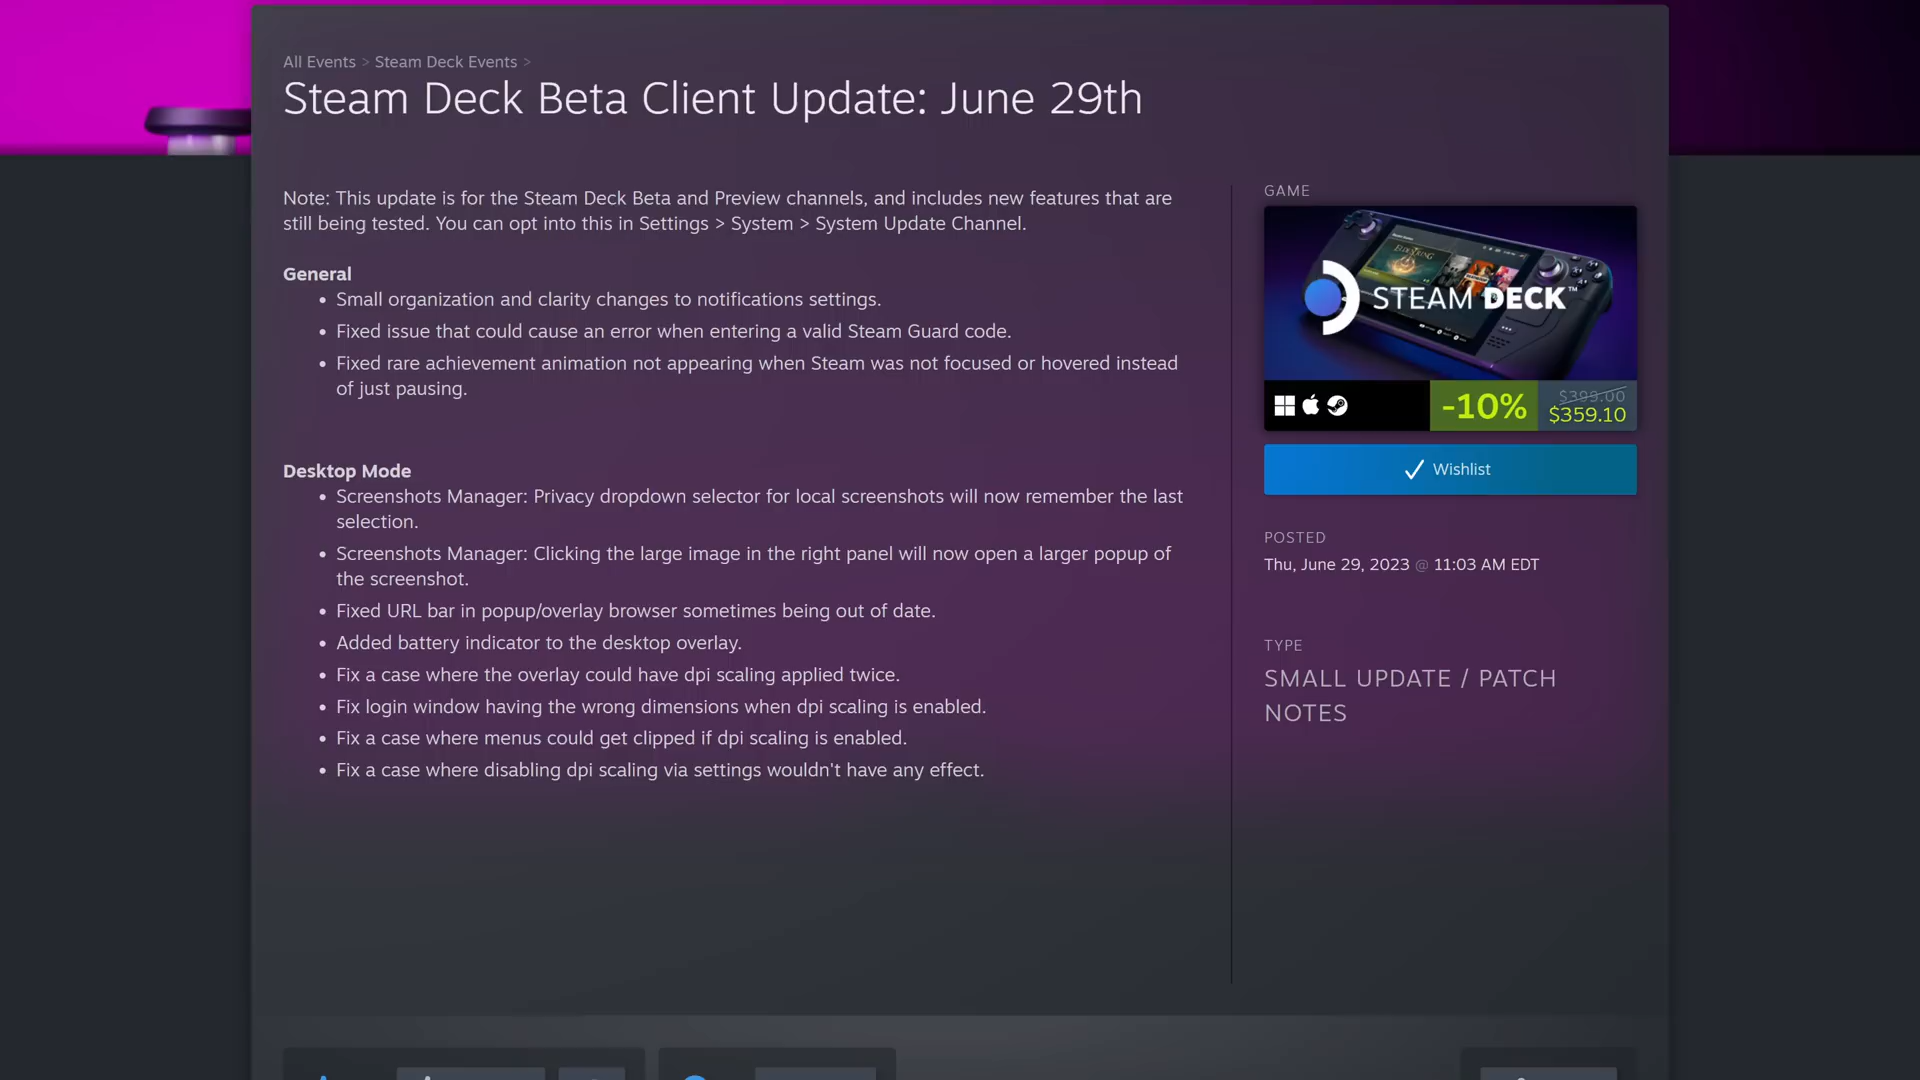 All Events > Steam Deck Events >
Steam Deck Beta Client Update: June 29th
Note: This update is for the Steam Deck Beta and Preview channels, and includes new features that are
still being tested. You can opt into this in Settings > System > System Update Channel.
General
• Small organization and clarity changes to notifications settings.
• Fixed issue that could cause an error when entering a valid Steam Guard code.
• Fixed rare achievement animation not appearing when Steam was not focused or hovered instead
of just pausing.
Desktop Mode
• Screenshots Manager: Privacy dropdown selector for local screenshots will now remember the last
selection.
• Screenshots Manager: Clicking the large image in the right panel will now open a larger popup of
the screenshot.
• Fixed URL bar in popup/overlay browser sometimes being out of date.
• Added battery indicator to the desktop overlay.
• Fix a case where the overlay could have dpi scaling applied twice.
• Fix login window having the wrong dimensions when dpi scaling is enabled.
• Fix a case where menus could get clipped if dpi scaling is enabled.
• Fix a case where disabling dpi scaling via settings wouldn't have any effect.
GAME
ELDEN RING
STEAM DECK™
-10%
$399.00
$359.10
Wishlist
POSTED
Thu, June 29, 2023 @ 11:03 AM EDT
TYPE
SMALL UPDATE / PATCH
NOTES